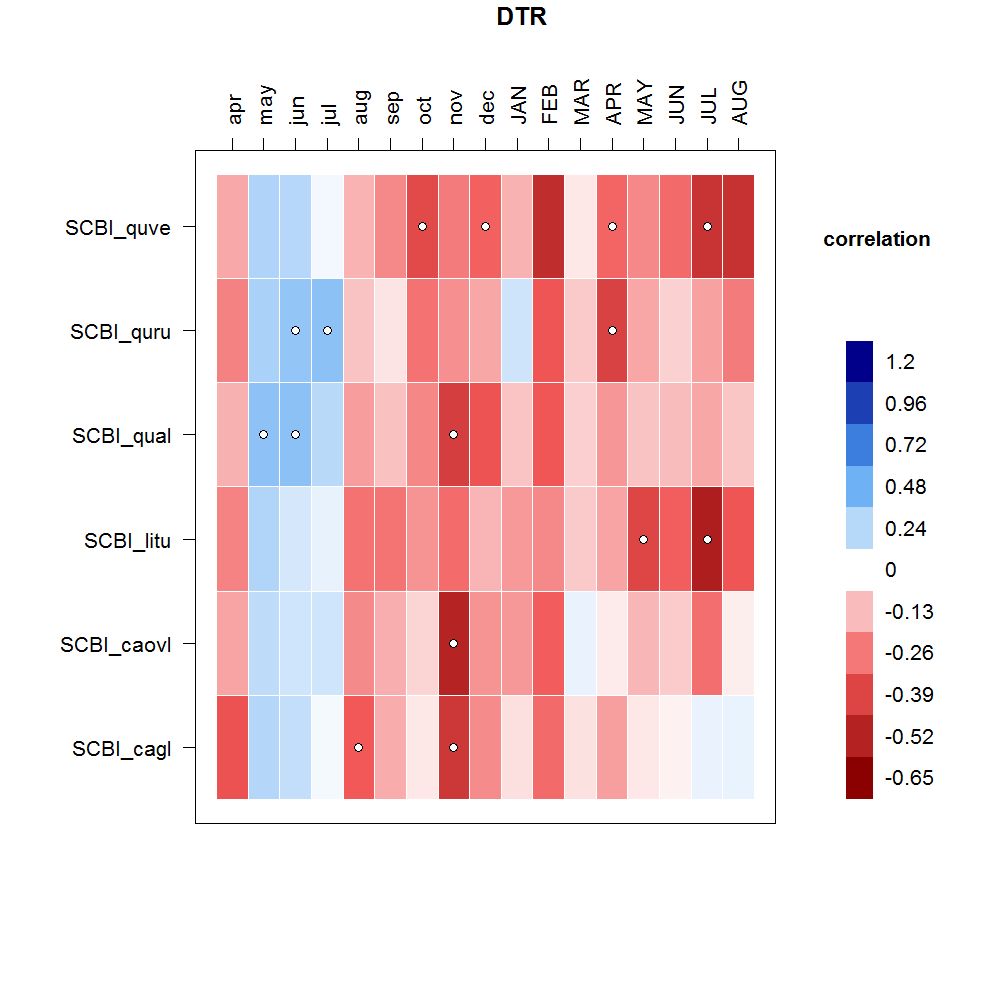 DTR
apr may jun jul aug sep oct nov dec JAN FEB MAR APR MAY JUN JUL AUG
SCBI_quve
SCBI_quru
SCBI_qual
SCBI_litu
SCBI_caovl
SCBI_cagl
correlation
1.2
0.96
0.72
0.48
0.24
0
-0.13
-0.26
-0.39
-0.52
-0.65